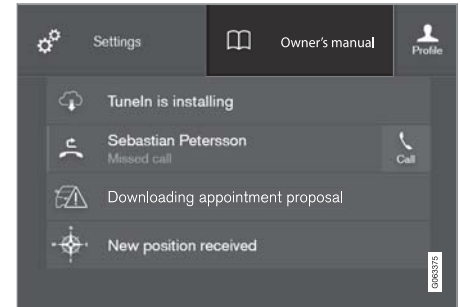 Settings
Owner's manual
Profile
TuneIn is installing
Sebastian Petersson
Missed call
Call
Downloading appointment proposal
New position received
G063375